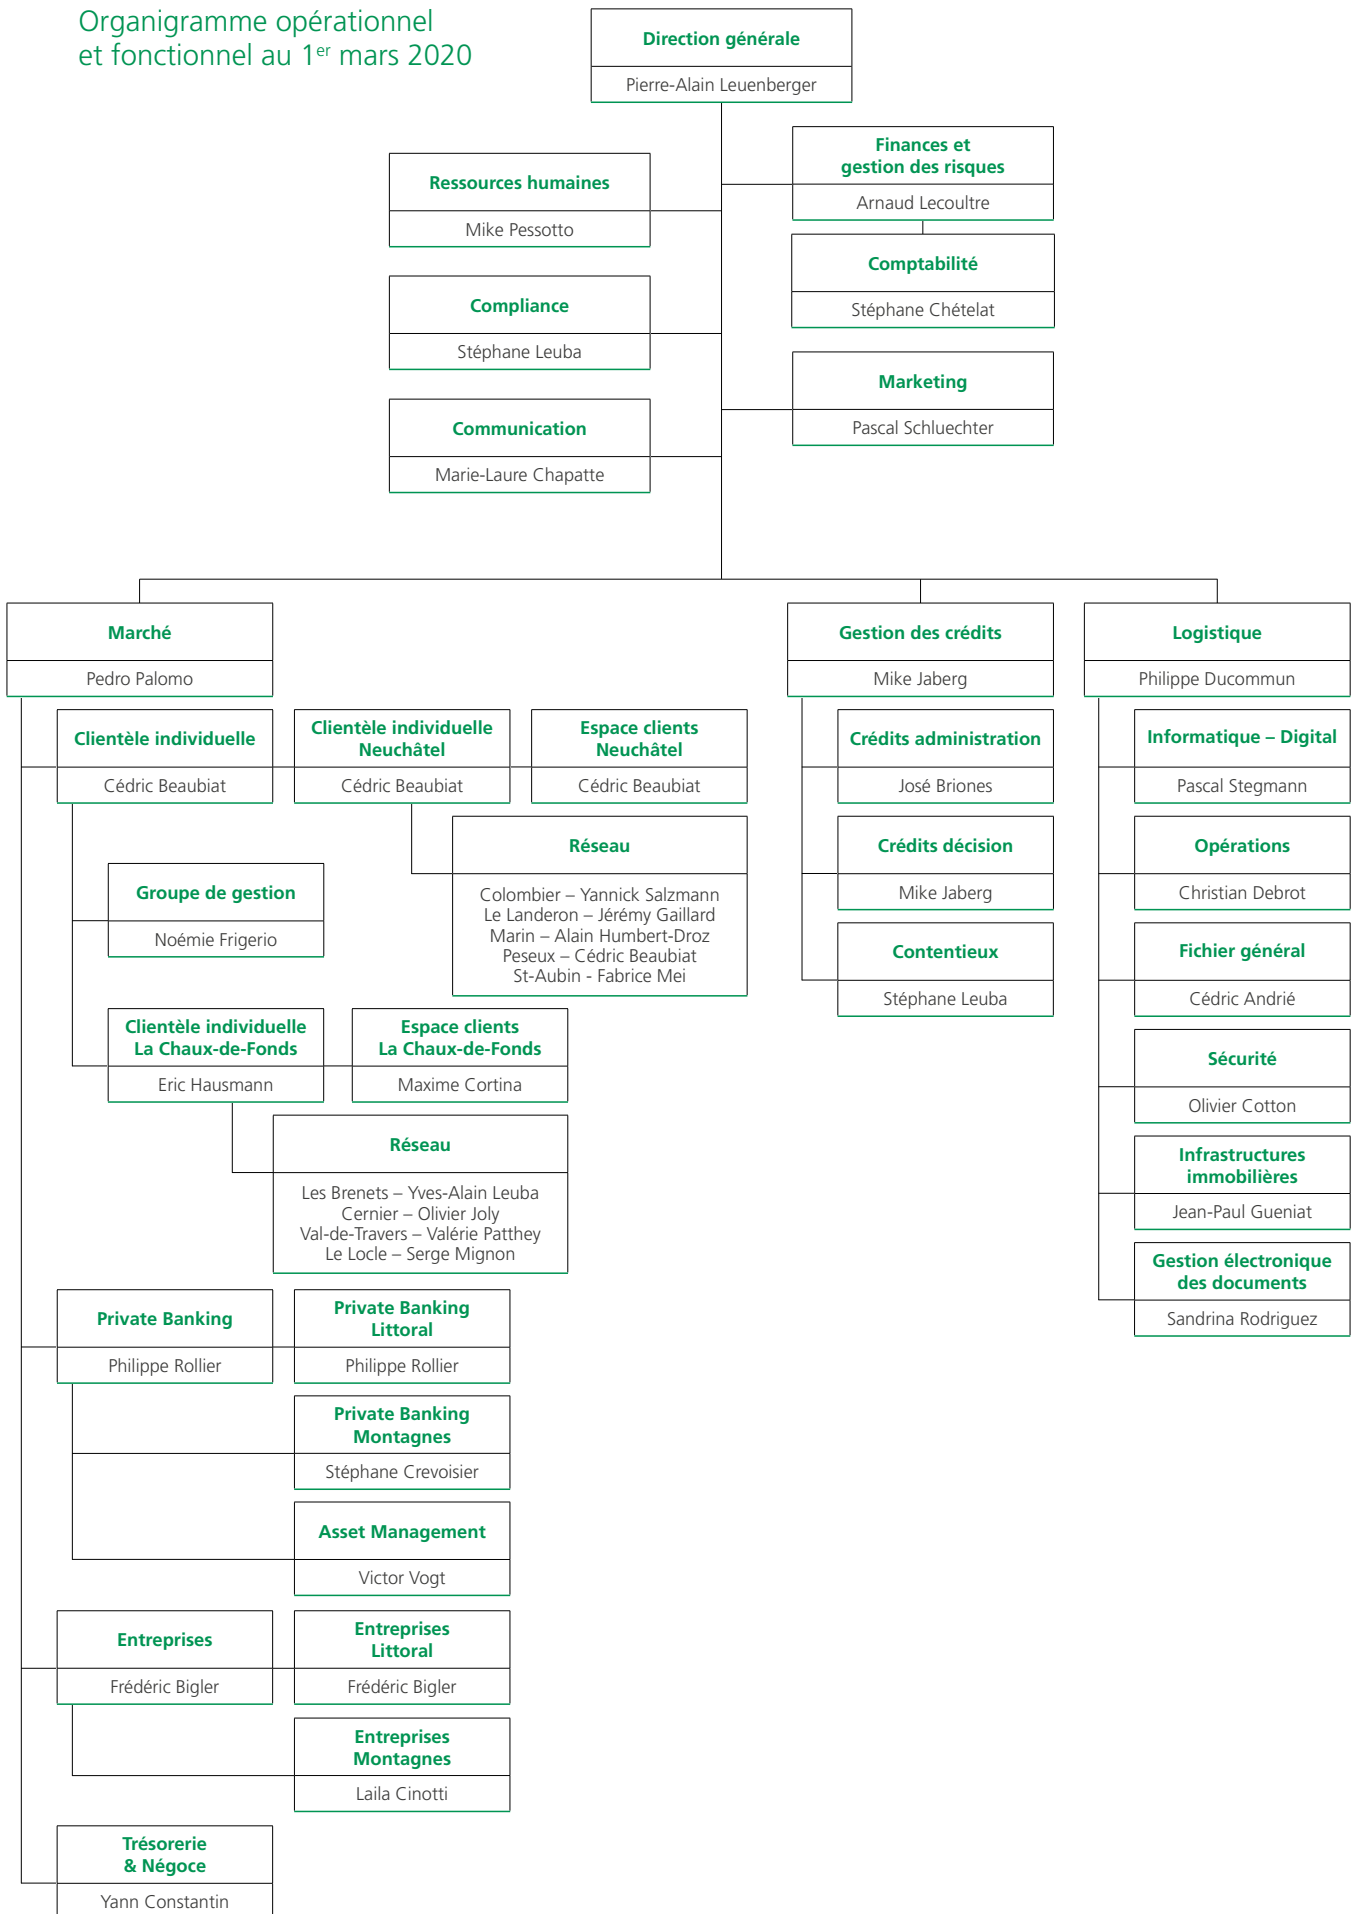 Organigramme opérationnel
et fonctionnel au 1er mars 2020
Direction générale
Pierre-Alain Leuenberger
Finances et
gestion des risques
Arnaud Lecoultre
Ressources humaines
Mike Pessotto
Comptabilité
Stéphane Chételat
Compliance
Stéphane Leuba
Marketing
Pascal Schluechter
Communication
Marie-Laure Chapatte
Marché
Pedro Palomo
Clientèle individuelle
Cédric Beaubiat
Clientèle individuelle
Neuchâtel
Cédric Beaubiat
Espace clients
Neuchâtel
Cédric Beaubiat
Réseau
Colombier – Yannick Salzmann
Le Landeron – Jérémy Gaillard
Marin – Alain Humbert-Droz
Peseux – Cédric Beaubiat
St-Aubin - Fabrice Mei
Groupe de gestion
Noémie Frigerio
Clientèle individuelle
La Chaux-de-Fonds
Eric Hausmann
Espace clients
La Chaux-de-Fonds
Maxime Cortina
Réseau
Les Brenets – Yves-Alain Leuba
Cernier – Olivier Joly
Val-de-Travers – Valérie Patthey
Le Locle – Serge Mignon
Private Banking
Philippe Rollier
Private Banking
Littoral
Philippe Rollier
Private Banking
Montagnes
Stéphane Crevoisier
Asset Management
Victor Vogt
Entreprises
Frédéric Bigler
Entreprises
Littoral
Frédéric Bigler
Entreprises
Montagnes
Laila Cinotti
Trésorerie
& Négoce
Yann Constantin
Gestion des crédits
Mike Jaberg
Crédits administration
José Briones
Crédits décision
Mike Jaberg
Contentieux
Stéphane Leuba
Logistique
Philippe Ducommun
Informatique – Digital
Pascal Stegmann
Opérations
Christian Debrot
Fichier général
Cédric Andrié
Sécurité
Olivier Cotton
Infrastructures
immobilières
Jean-Paul Gueniat
Gestion électronique
des documents
Sandrina Rodriguez